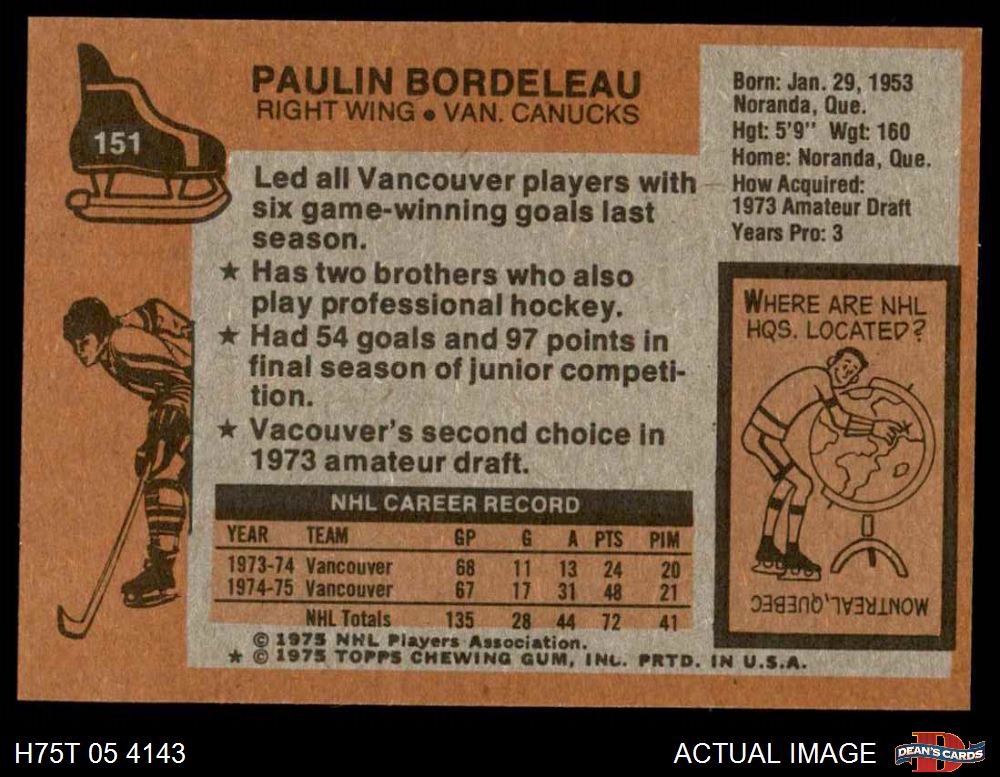 151
PAULIN BORDELEAU
RIGHT WING • VAN. CANUCKS
Led all Vancouver players with
six game-winning goals last
season.
★ Has two brothers who also
play professional hockey.
★ Had 54 goals and 97 points in
final season of junior competi-
tion.
★ Vacouver's second choice in
1973 amateur draft.
Born: Jan. 29, 1953
Noranda, Que.
Hgt: 5'9" Wgt: 160
Home: Noranda, Que.
How Acquired:
1973 Amateur Draft
Years Pro: 3
WHERE ARE NHL
HQS. LOCATED?
MONTREAL, QUEBEC
NHL CAREER RECORD
YEAR TEAM GP G A PTS PIM
1973-74 Vancouver 68 11 13 24 20
1974-75 Vancouver 67 17 31 48 21
NHL Totals 135 28 44 72 41
© 1975 NHL Players Association.
★ © 1975 TOPPS CHEWING GUM, INC. PRTD. IN U.S.A.
H75T 05 4143
ACTUAL IMAGE
D
DEAN'S CARDS